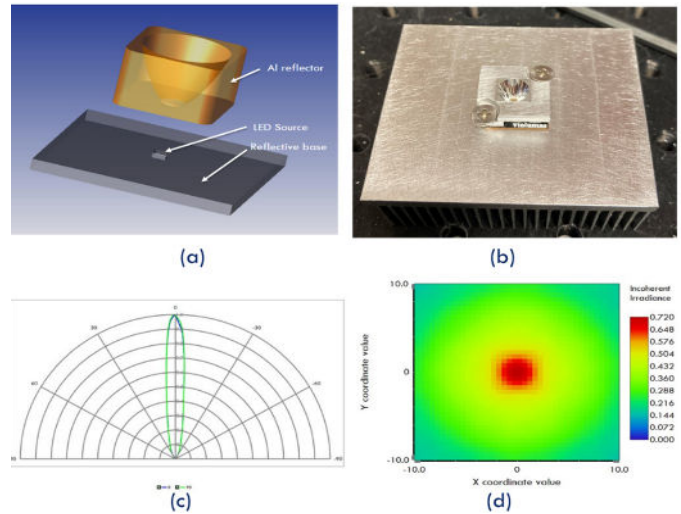 Al reflector
LED Source
Reflective base
Violumas
(a)
(b)
0
30
-30
60
(c)
10.0
0
-10.0
-10.0
0
10.0
Y coordinate value
X coordinate value
Incoherent
Irradiance
0.720
0.648
0.576
0.504
0.432
0.360
0.288
0.216
0.144
0.072
0.000
(d)